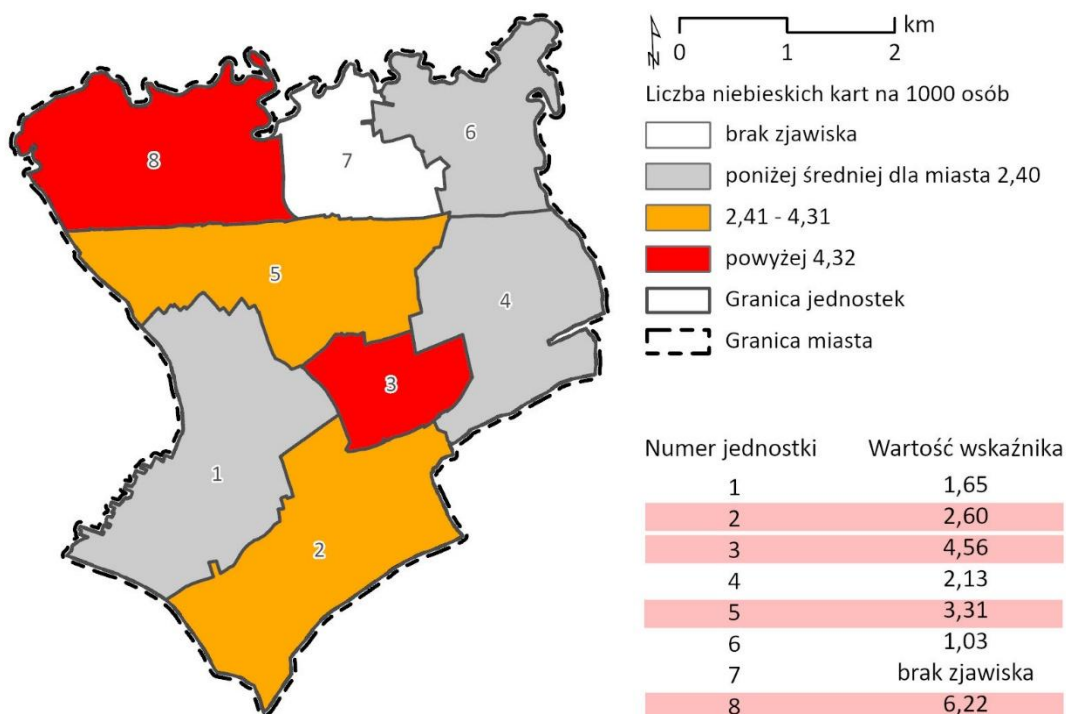 km
0 1 2
Liczba niebieskich kart na 1000 osób
brak zjawiska
poniżej średniej dla miasta 2,40
2,41 - 4,31
powyżej 4,32
Granica jednostek
Granica miasta
8
7
6
5
4
3
1
2
Numer jednostki Wartość wskaźnika
1 1,65
2 2,60
3 4,56
4 2,13
5 3,31
6 1,03
7 brak zjawiska
8 6,22